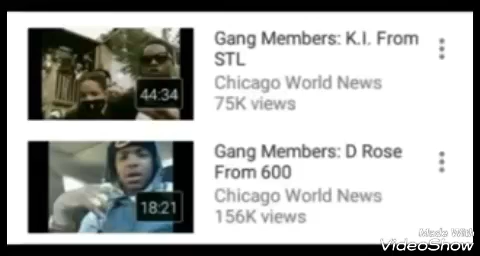 Gang Members: K.I. From
STL
Chicago World News
75K views
44:34
Gang Members: D Rose
From 600
Chicago World News
156K views
18:21
Made With
VideoShow